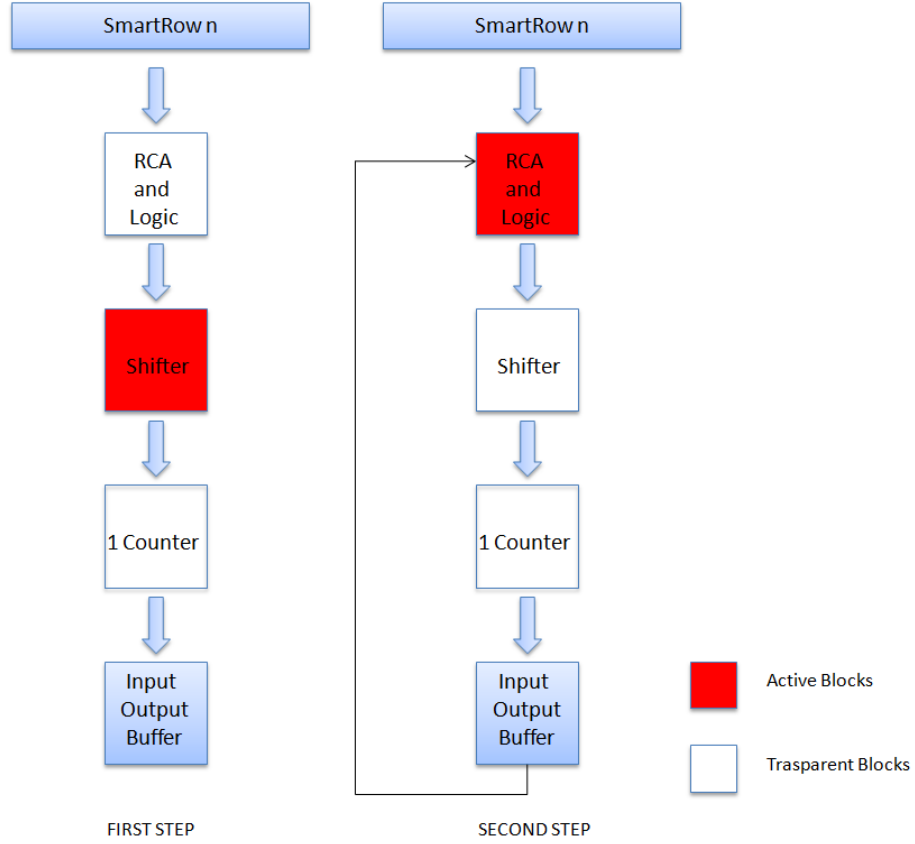 SmartRow n
RCA
and
Logic
Shifter
1 Counter
Input
Output
Buffer
FIRST STEP
SmartRow n
RCA
and
Logic
Shifter
1 Counter
Input
Output
Buffer
SECOND STEP
Active Blocks
Trasparent Blocks